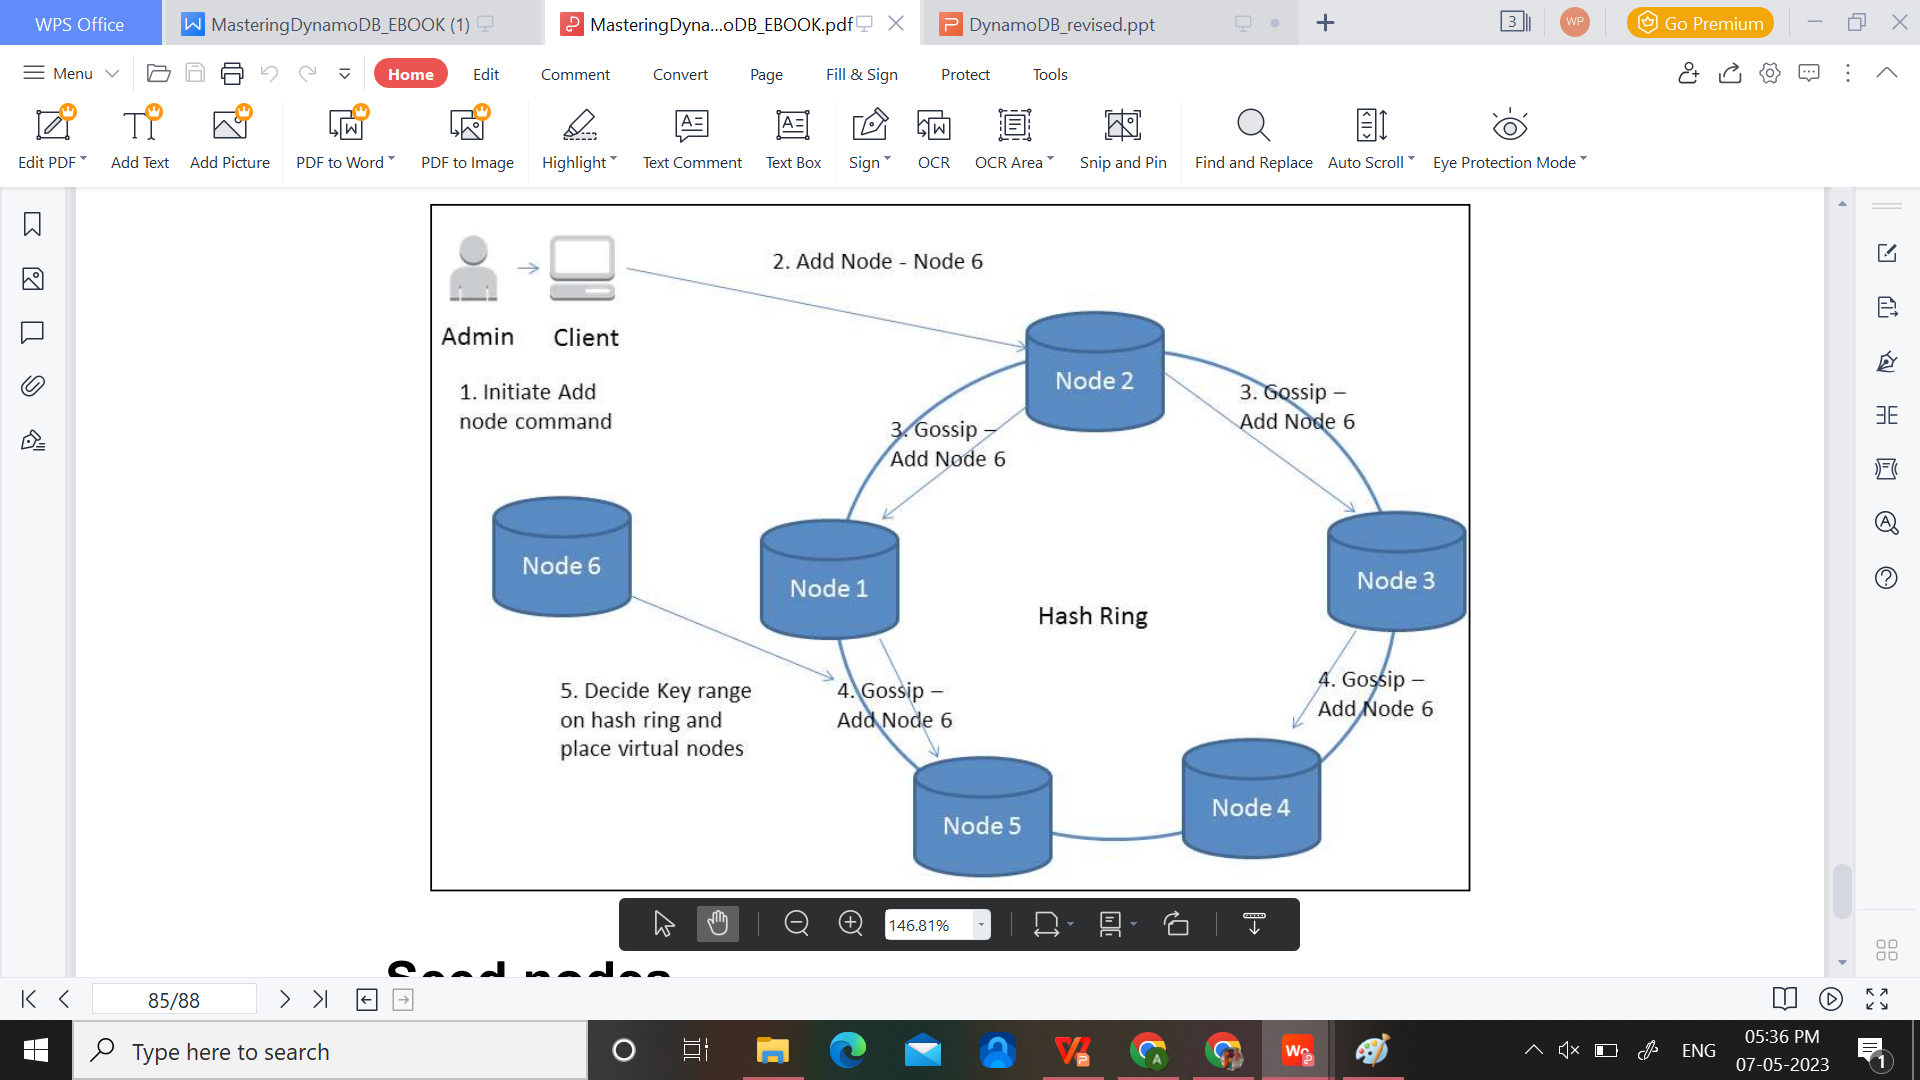 WPS Office
MasteringDynamoDB_EBOOK (1)
MasteringDyna...oDB_EBOOK.pdf
DynamoDB_revised.ppt
3
WP
Go Premium
Menu
Home
Edit
Comment
Convert
Page
Fill & Sign
Protect
Tools
Edit PDF
Add Text
Add Picture
PDF to Word
PDF to Image
Highlight
Text Comment
Text Box
Sign
OCR
OCR Area
Snip and Pin
Find and Replace
Auto Scroll
Eye Protection Mode
Admin
Client
2. Add Node - Node 6
1. Initiate Add
node command
Node 2
3. Gossip –
Add Node 6
3. Gossip –
Add Node 6
Node 6
Node 1
Node 3
Hash Ring
5. Decide Key range
on hash ring and
place virtual nodes
4. Gossip –
Add Node 6
4. Gossip –
Add Node 6
Node 5
Node 4
146.81%
Seed nodes
85/88
Type here to search
ENG
05:36 PM
07-05-2023
1